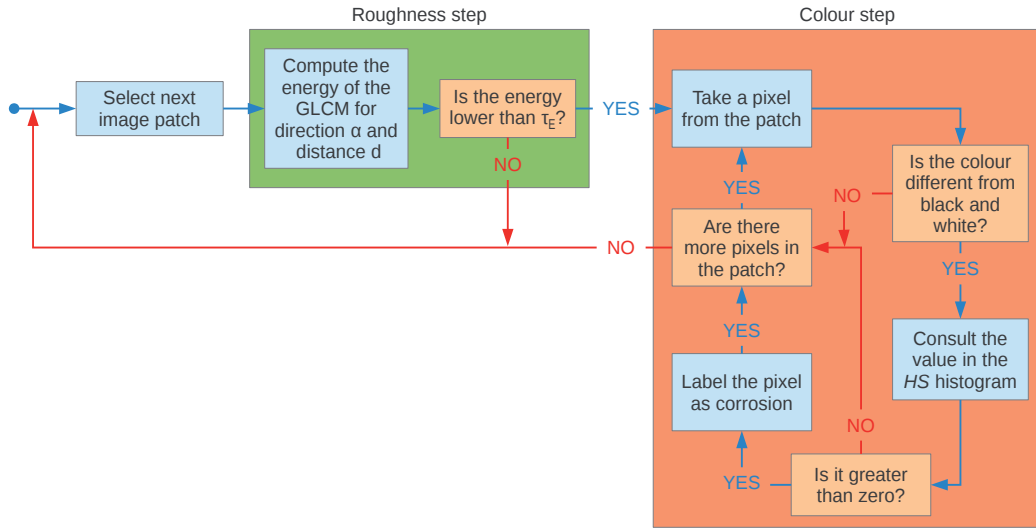 Roughness step
Colour step
Select next
image patch
Compute the
energy of the
GLCM for
direction α and
distance d
Is the energy
lower than τE?
YES
NO
Take a pixel
from the patch
Is the colour
different from
black and
white?
NO
YES
YES
Are there
more pixels in
the patch?
NO
Consult the
value in the
HS histogram
YES
Label the pixel
as corrosion
NO
Is it greater
than zero?
YES